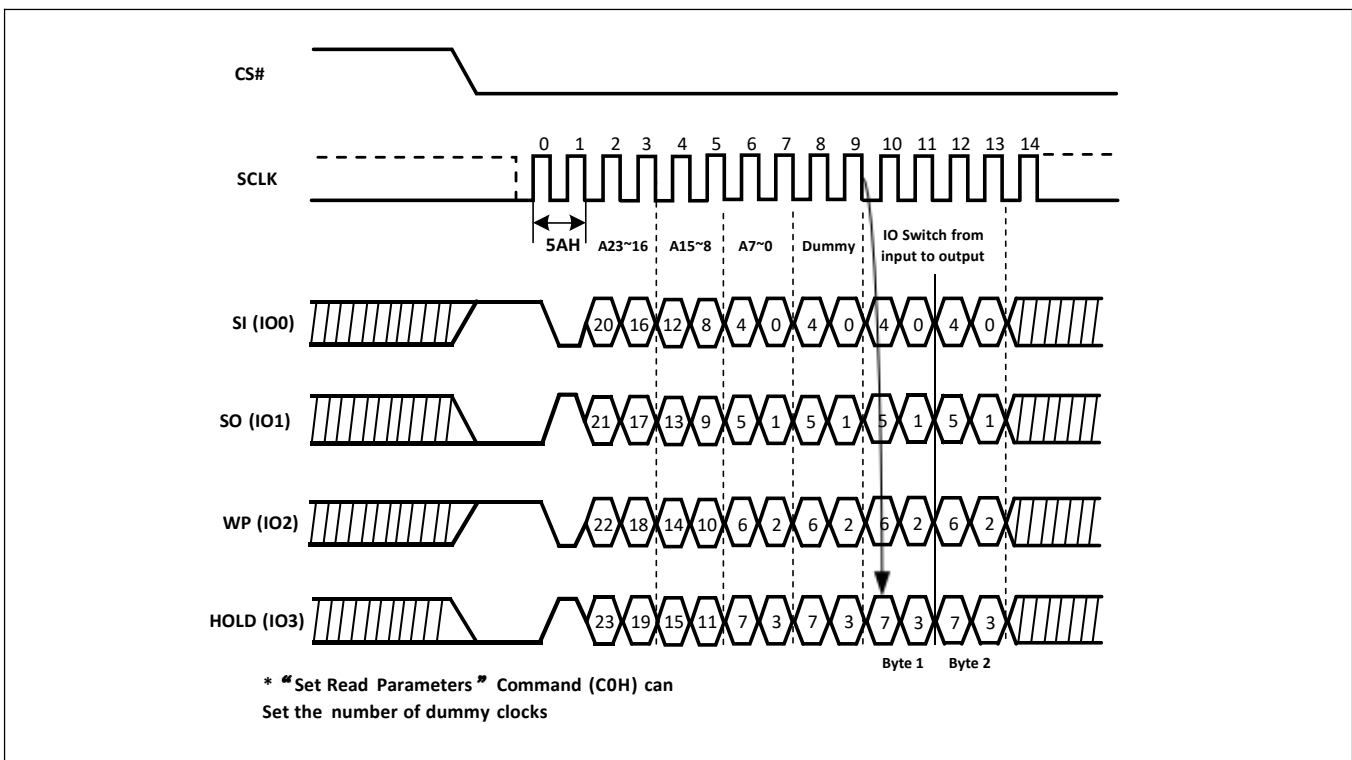 CS#
0 1 2 3 4 5 6 7 8 9 10 11 12 13 14
SCLK
5AH A23~16 A15~8 A7~0 Dummy IO Switch from
input to output
SI (IO0) 20 16 12 8 4 0 4 0 4 0 4 0
SO (IO1) 21 17 13 9 5 1 5 1 5 1 5 1
WP (IO2) 22 18 14 10 6 2 6 2 6 2 6 2
HOLD (IO3) 23 19 15 11 7 3 7 3 7 3 7 3
Byte 1 Byte 2
* “Set Read Parameters” Command (C0H) can
Set the number of dummy clocks